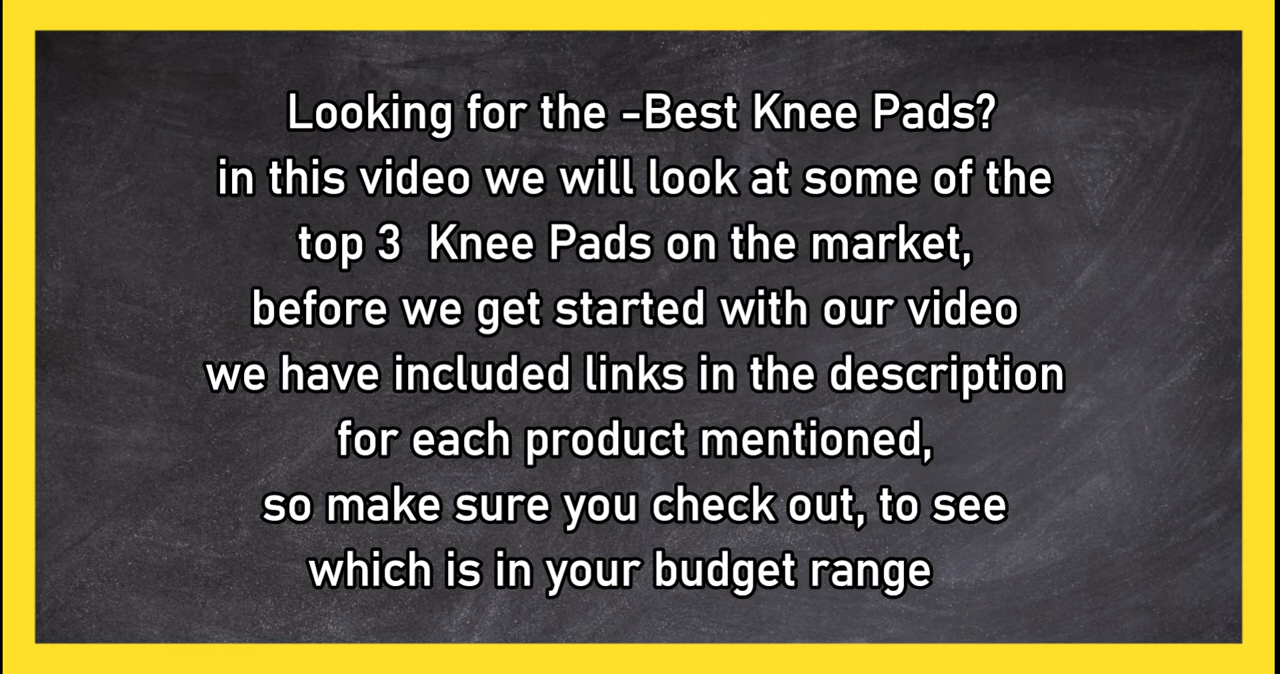 Looking for the -Best Knee Pads?
in this video we will look at some of the
top 3  Knee Pads on the market,
before we get started with our video
we have included links in the description
for each product mentioned,
so make sure you check out, to see
which is in your budget range